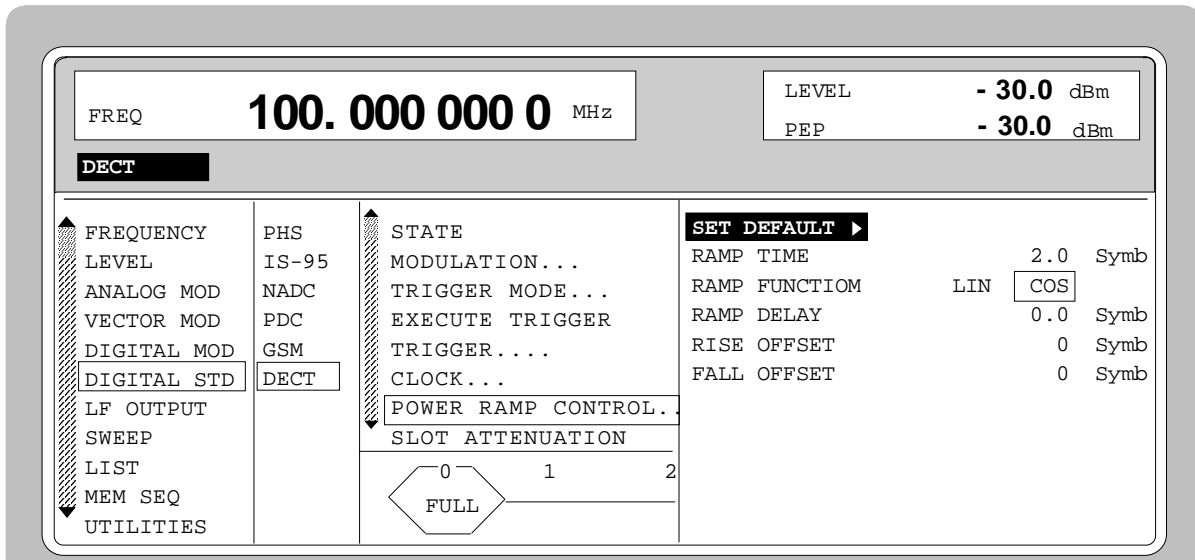 FREQ 100. 000 000 0 MHz
LEVEL - 30.0 dBm
PEP - 30.0 dBm
DECT
FREQUENCY
LEVEL
ANALOG MOD
VECTOR MOD
DIGITAL MOD
DIGITAL STD
LF OUTPUT
SWEEP
LIST
MEM SEQ
UTILITIES
PHS
IS-95
NADC
PDC
GSM
DECT
STATE
MODULATION...
TRIGGER MODE...
EXECUTE TRIGGER
TRIGGER....
CLOCK...
POWER RAMP CONTROL..
SLOT ATTENUATION
0 1 2
FULL
SET DEFAULT
RAMP TIME 2.0 Symb
RAMP FUNCTIOM LIN COS
RAMP DELAY 0.0 Symb
RISE OFFSET 0 Symb
FALL OFFSET 0 Symb